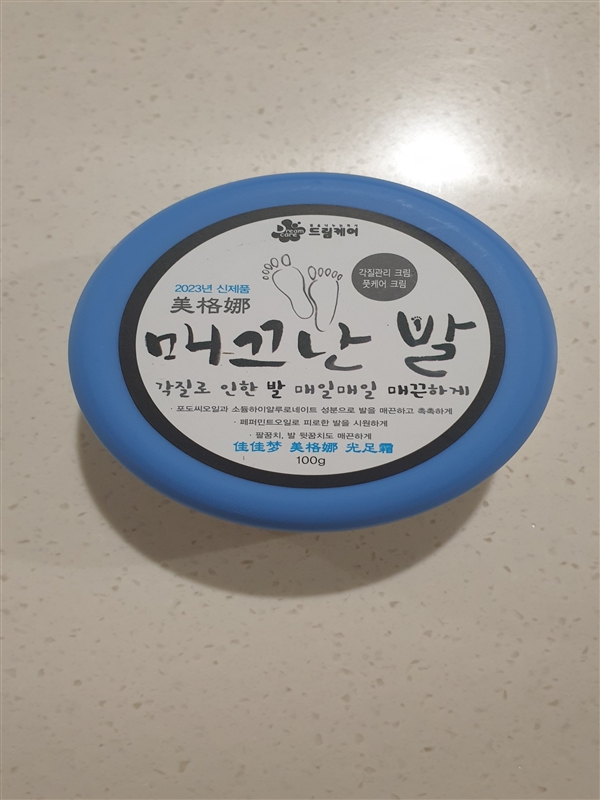 Dream care
드림케어
각질관리 크림
풋케어 크림
2023년 신제품
美格娜
매끄난 발
각질로 인한 발 매일매일 매끈하게
· 포도씨오일과 소듐하이알루로네이트 성분으로 발을 매끈하고 촉촉하게
· 페퍼민트오일로 피로한 발을 시원하게
· 팔꿈치, 발 뒷꿈치도 매끈하게
佳佳梦 美格娜 光足霜
100g